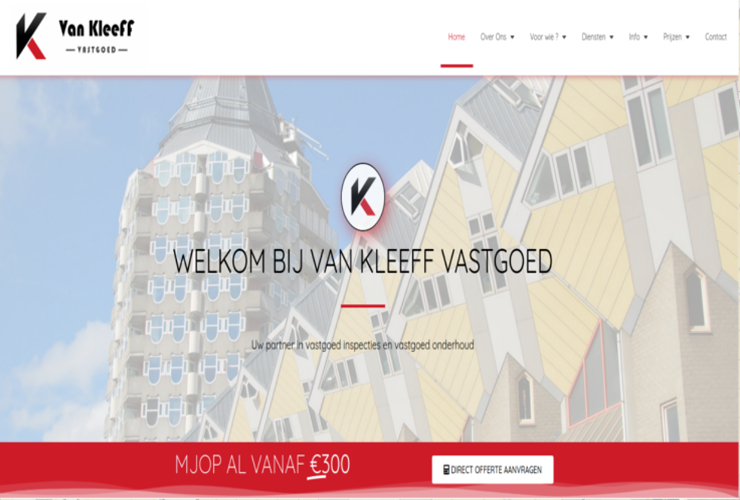 Van Kleeff
VASTGOED
Home Over Ons Voor wie ? Diensten Info Prijzen Contact
WELKOM BIJ VAN KLEEFF VASTGOED
Uw partner in vastgoed inspecties en vastgoed onderhoud
MJOP AL VANAF €300
DIRECT OFFERTE AANVRAGEN